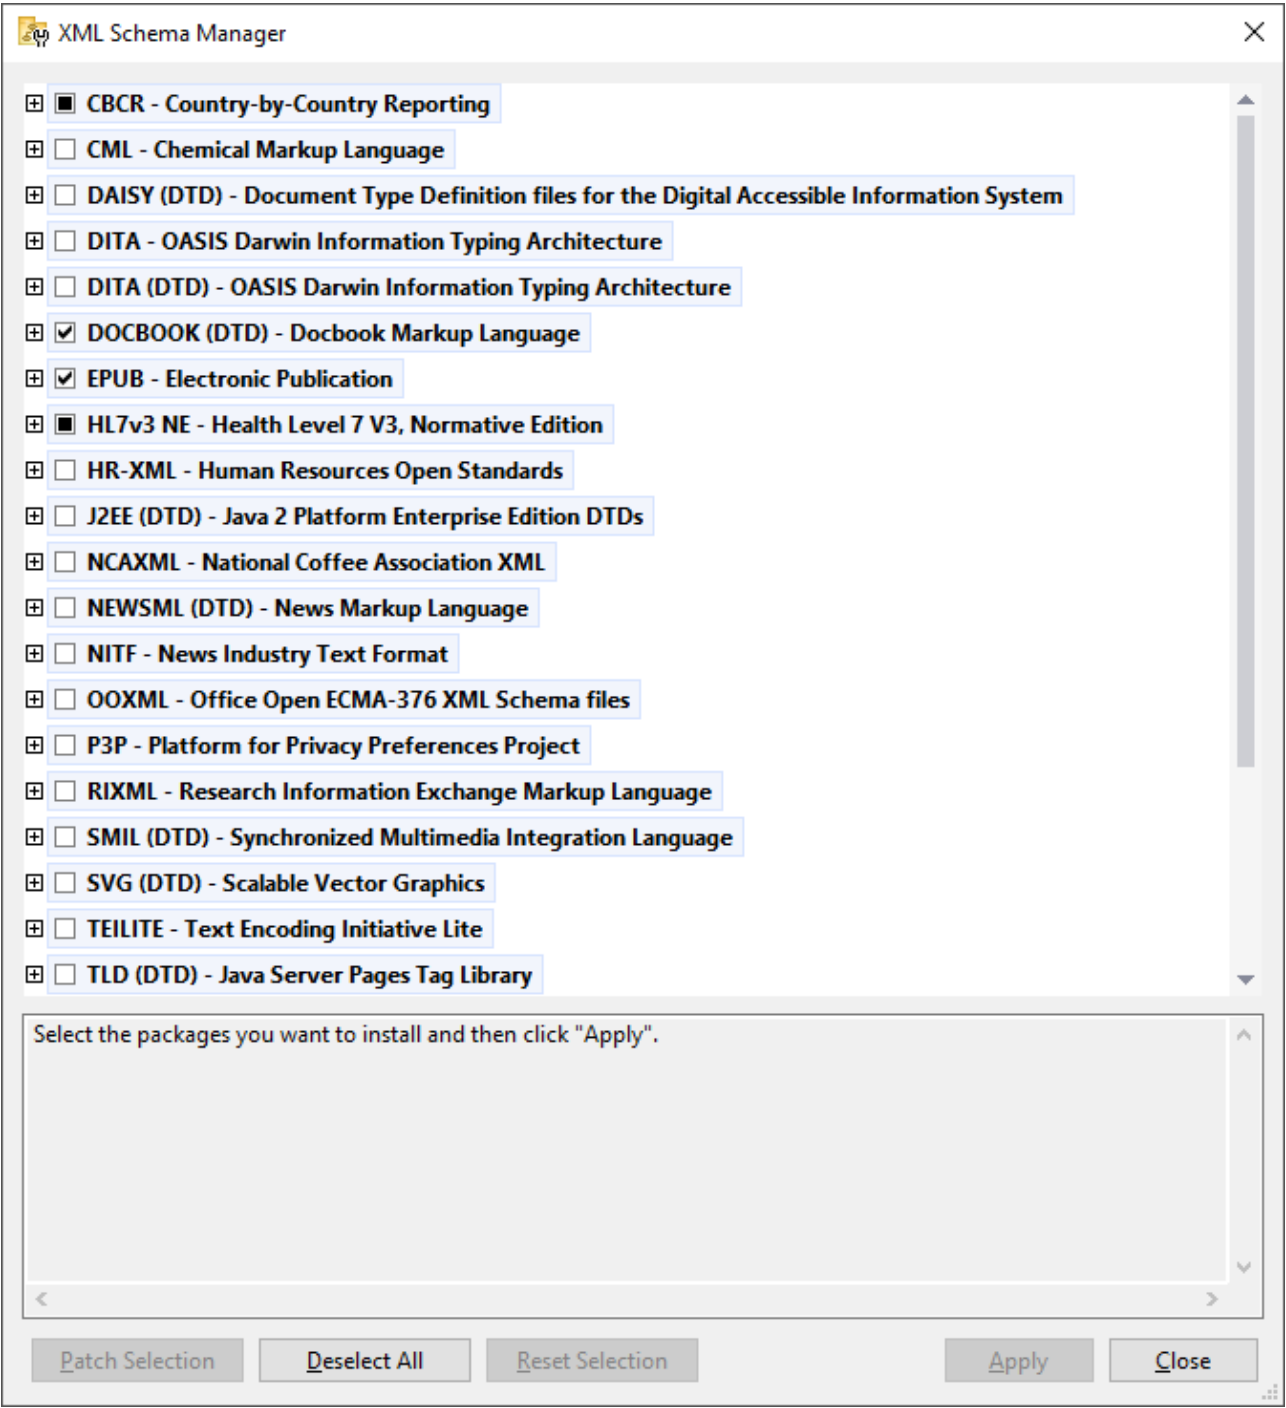 XML Schema Manager
CBCR - Country-by-Country Reporting
CML - Chemical Markup Language
DAISY (DTD) - Document Type Definition files for the Digital Accessible Information System
DITA - OASIS Darwin Information Typing Architecture
DITA (DTD) - OASIS Darwin Information Typing Architecture
DOCBOOK (DTD) - Docbook Markup Language
EPUB - Electronic Publication
HL7v3 NE - Health Level 7 V3, Normative Edition
HR-XML - Human Resources Open Standards
J2EE (DTD) - Java 2 Platform Enterprise Edition DTDs
NCAXML - National Coffee Association XML
NEWSML (DTD) - News Markup Language
NITF - News Industry Text Format
OOXML - Office Open ECMA-376 XML Schema files
P3P - Platform for Privacy Preferences Project
RIXML - Research Information Exchange Markup Language
SMIL (DTD) - Synchronized Multimedia Integration Language
SVG (DTD) - Scalable Vector Graphics
TEILITE - Text Encoding Initiative Lite
TLD (DTD) - Java Server Pages Tag Library
Select the packages you want to install and then click "Apply".
Patch Selection Deselect All Reset Selection Apply Close